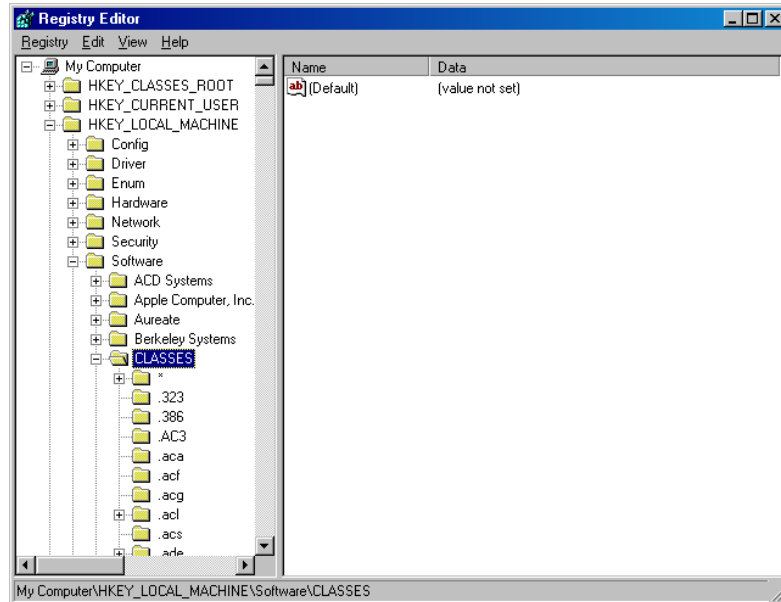 Registry Editor
Registry Edit View Help
My Computer
HKEY_CLASSES_ROOT
HKEY_CURRENT_USER
HKEY_LOCAL_MACHINE
Config
Driver
Enum
Hardware
Network
Security
Software
ACD Systems
Apple Computer, Inc.
Aureate
Berkeley Systems
CLASSES
*
.323
.386
.AC3
.aca
.acf
.acg
.acl
.acs
.ade
Name Data
ab (Default) (value not set)
My Computer\HKEY_LOCAL_MACHINE\Software\CLASSES